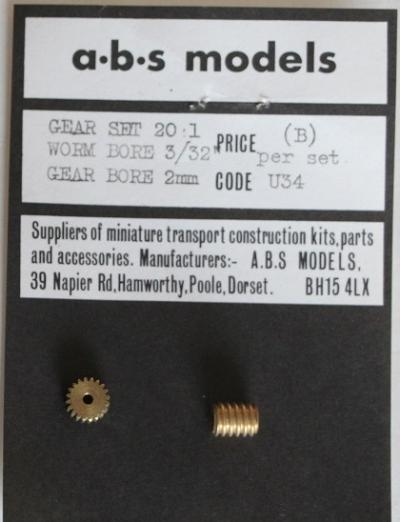 a·b·s models
GEAR SET 20:1 PRICE (B)
WORM BORE 3/32" per set
GEAR BORE 2mm CODE U34
Suppliers of miniature transport construction kits,parts
and accessories. Manufacturers:- A.B.S MODELS,
39 Napier Rd,Hamworthy,Poole,Dorset. BH15 4LX